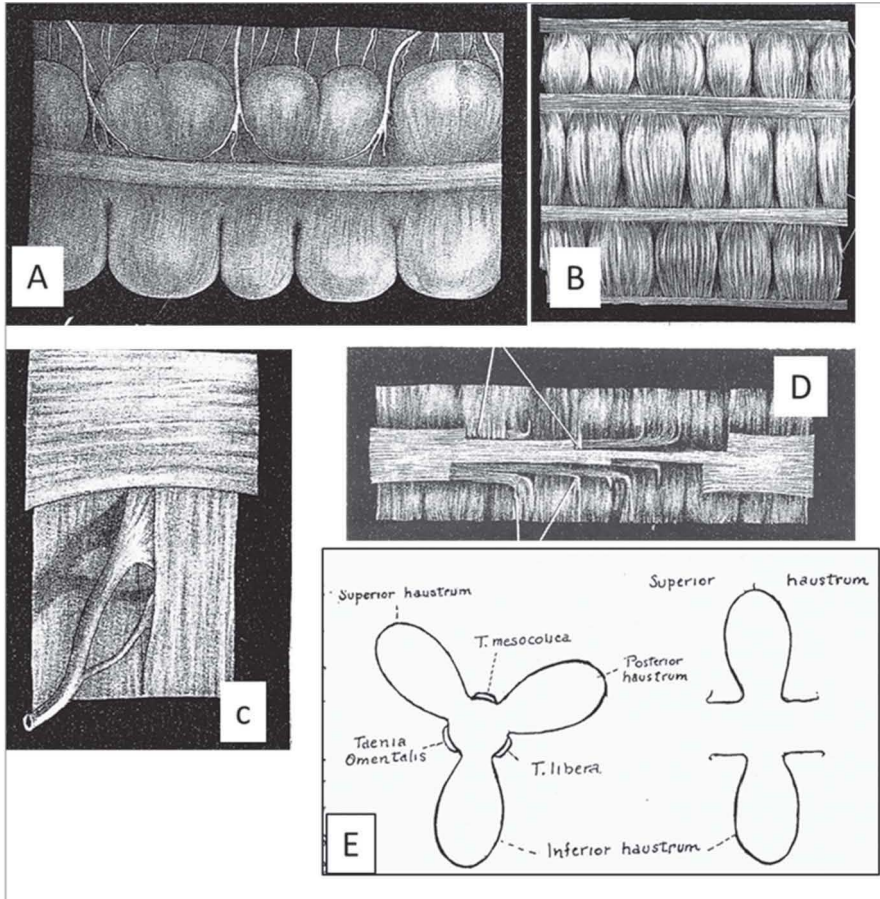 A
B
C
D
Superior haustrum
T. mesocolica
Posterior
haustrum
Taenia
Omentalis
T. libera
Superior haustrum
Inferior haustrum
E